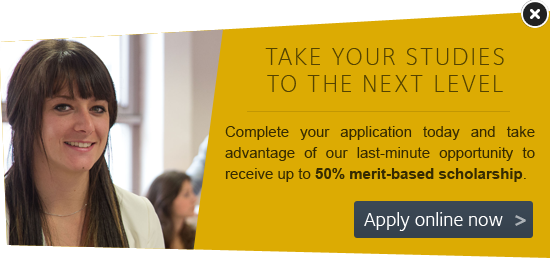 TAKE YOUR STUDIES
TO THE NEXT LEVEL
Complete your application today and take
advantage of our last-minute opportunity to
receive up to 50% merit-based scholarship.
Apply online now >